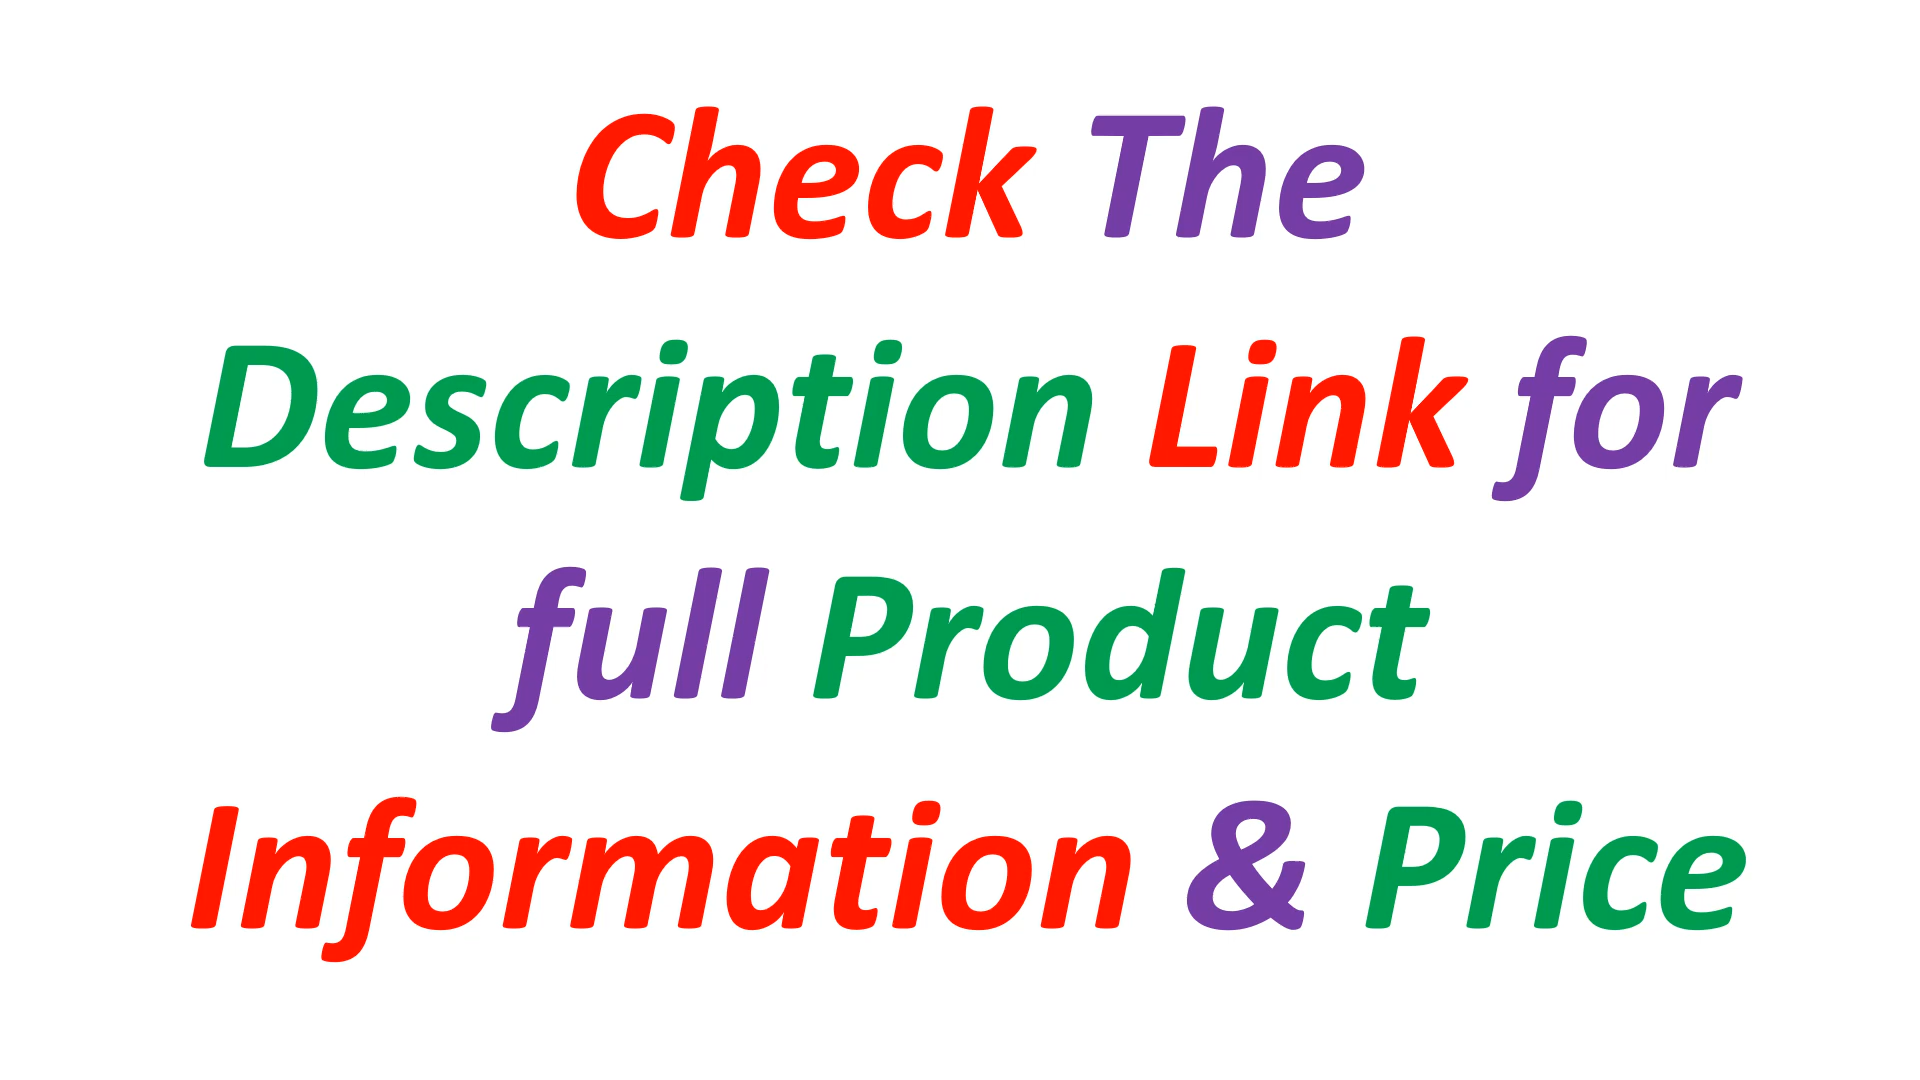 Check The
Description Link for
full Product
Information & Price